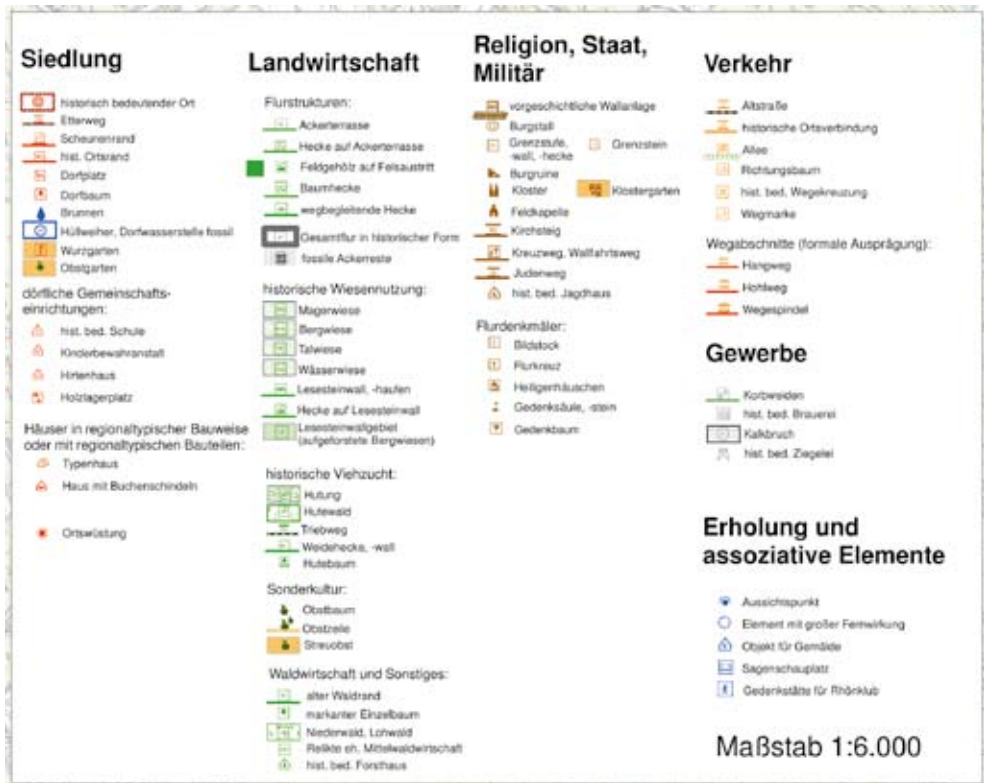 Siedlung
historisch bedeutender Ort
Etterweg
Scheunenrand
hist. Ortsrand
Dorfplatz
Dorfbaum
Brunnen
Hüllweiher, Dorfwasserstelle fossil
Wurzgarten
Obstgarten
dörfliche Gemeinschafts-
einrichtungen:
hist. bed. Schule
Kinderbewahranstalt
Hirtenhaus
Holzlagerplatz
Häuser in regionaltypischer Bauweise
oder mit regionaltypischen Bauteilen:
Typenhaus
Haus mit Buchenschindeln
Ortswüstung
Landwirtschaft
Flurstrukturen:
Ackerterrasse
Hecke auf Ackerterrasse
Feldgehölz auf Felsaustritt
Baumhecke
wegbegleitende Hecke
Gesamtflur in historischer Form
fossile Ackerreste
historische Wiesennutzung:
Magerwiese
Bergwiese
Talwiese
Wässerwiese
Lesesteinwall, -haufen
Hecke auf Lesesteinwall
Lesesteinwallgebiet
(aufgeforstete Bergwiesen)
historische Viehzucht:
Hutung
Hutewald
Triebweg
Weidehecke, -wall
Hutebaum
Sonderkultur:
Obstbaum
Obstzeile
Streuobst
Waldwirtschaft und Sonstiges:
alter Waldrand
markanter Einzelbaum
Niederwald, Lohwald
Relikte eh. Mittelwaldwirtschaft
hist. bed. Forsthaus
Religion, Staat,
Militär
vorgeschichtliche Wallanlage
Burgstall
Grenzstufe, Grenzstein
-wall, -hecke
Burgruine
Kloster Klostergarten
Feldkapelle
Kirchsteig
Kreuzweg, Wallfahrtsweg
Judenweg
hist. bed. Jagdhaus
Flurdenkmäler:
Bildstock
Flurkreuz
Heiligenhäuschen
Gedenksäule, -stein
Gedenkbaum
Verkehr
Altstraße
historische Ortsverbindung
Allee
Richtungsbaum
hist. bed. Wegekreuzung
Wegmarke
Wegabschnitte (formale Ausprägung):
Hangweg
Hohlweg
Wegespindel
Gewerbe
Korbweiden
hist. bed. Brauerei
Kalkbruch
hist. bed. Ziegelei
Erholung und
assoziative Elemente
Aussichtspunkt
Element mit großer Fernwirkung
Objekt für Gemälde
Sagenschauplatz
Gedenkstätte für Rhönklub
Maßstab 1:6.000